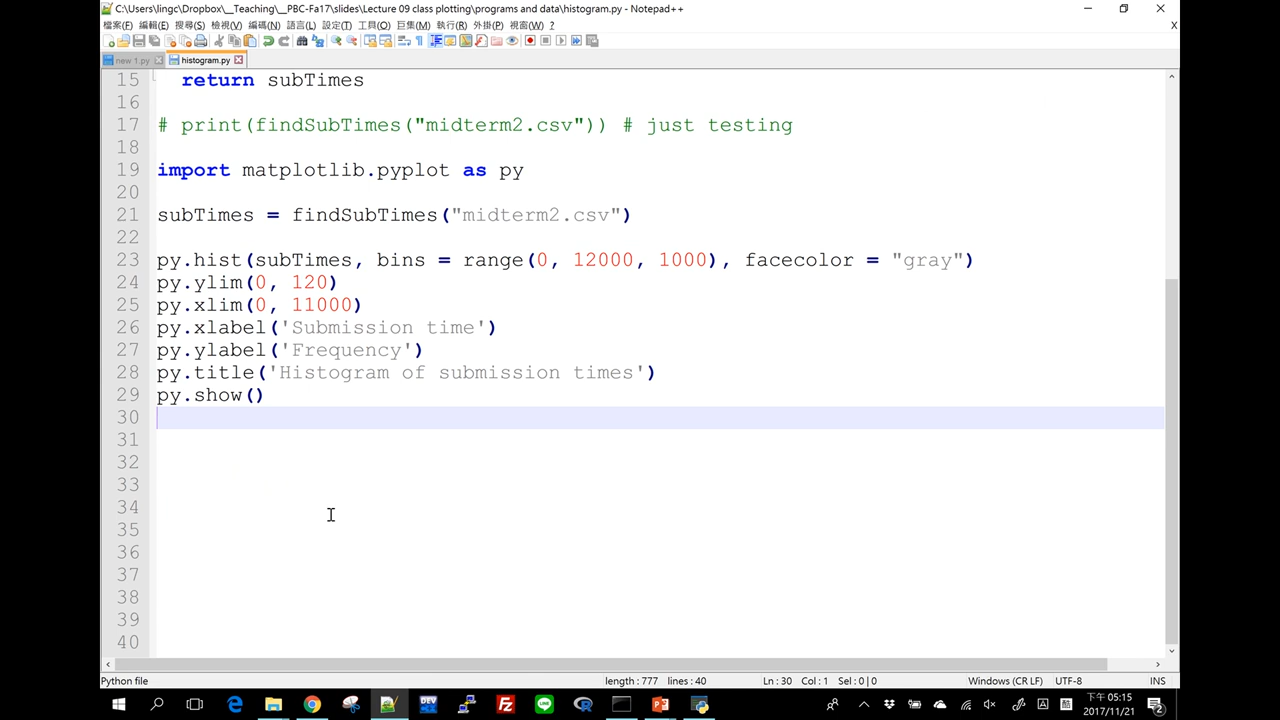 C:\Users\lingc\Dropbox\__Teaching\__PBC-Fa17\slides\Lecture 09 class plotting\programs and data\histogram.py - Notepad++
檔案(F) 編輯(E) 搜尋(S) 檢視(V) 編碼(N) 語言(L) 設定(T) 工具(O) 巨集(M) 執行(R) 外掛(P) 視窗(W) ? X
new 1.py histogram.py
15 return subTimes
16
17 # print(findSubTimes("midterm2.csv")) # just testing
18
19 import matplotlib.pyplot as py
20
21 subTimes = findSubTimes("midterm2.csv")
22
23 py.hist(subTimes, bins = range(0, 12000, 1000), facecolor = "gray")
24 py.ylim(0, 120)
25 py.xlim(0, 11000)
26 py.xlabel('Submission time')
27 py.ylabel('Frequency')
28 py.title('Histogram of submission times')
29 py.show()
30
31
32
33
34
35
36
37
38
39
40
Python file length : 777 lines : 40 Ln : 30 Col : 1 Sel : 0 | 0 Windows (CR LF) UTF-8 INS
下午 05:15
2017/11/21